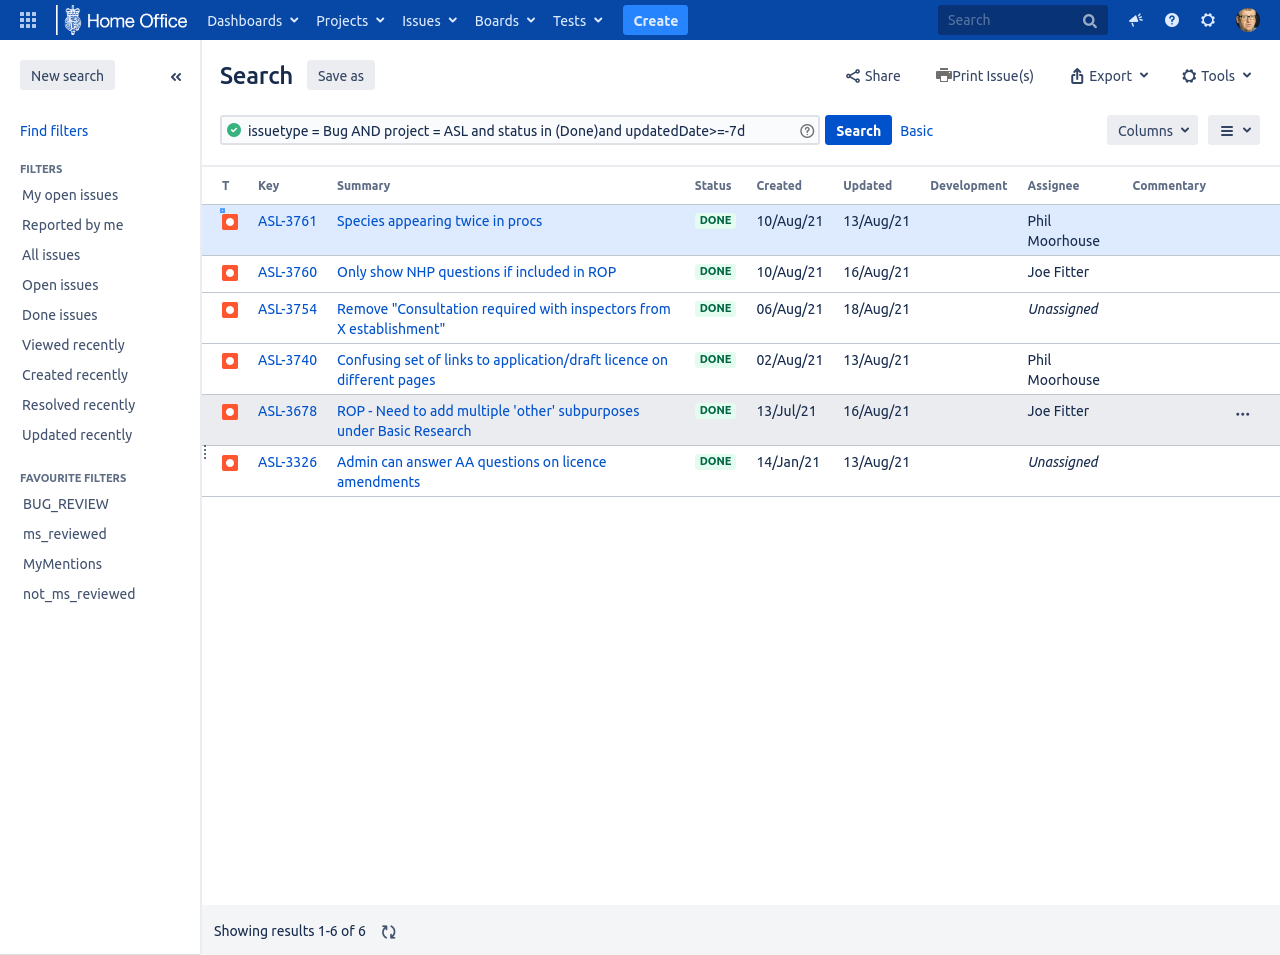 Home Office Dashboards Projects Issues Boards Tests Create Search
New search
Find filters
FILTERS
My open issues
Reported by me
All issues
Open issues
Done issues
Viewed recently
Created recently
Resolved recently
Updated recently
FAVOURITE FILTERS
BUG_REVIEW
ms_reviewed
MyMentions
not_ms_reviewed
Search Save as Share Print Issue(s) Export Tools
issuetype = Bug AND project = ASL and status in (Done)and updatedDate>=-7d Search Basic Columns
T Key Summary Status Created Updated Development Assignee Commentary
ASL-3761 Species appearing twice in procs DONE 10/Aug/21 13/Aug/21 Phil
Moorhouse
ASL-3760 Only show NHP questions if included in ROP DONE 10/Aug/21 16/Aug/21 Joe Fitter
ASL-3754 Remove "Consultation required with inspectors from DONE 06/Aug/21 18/Aug/21 Unassigned
X establishment"
ASL-3740 Confusing set of links to application/draft licence on DONE 02/Aug/21 13/Aug/21 Phil
different pages Moorhouse
ASL-3678 ROP - Need to add multiple 'other' subpurposes DONE 13/Jul/21 16/Aug/21 Joe Fitter
under Basic Research
ASL-3326 Admin can answer AA questions on licence DONE 14/Jan/21 13/Aug/21 Unassigned
amendments
Showing results 1-6 of 6